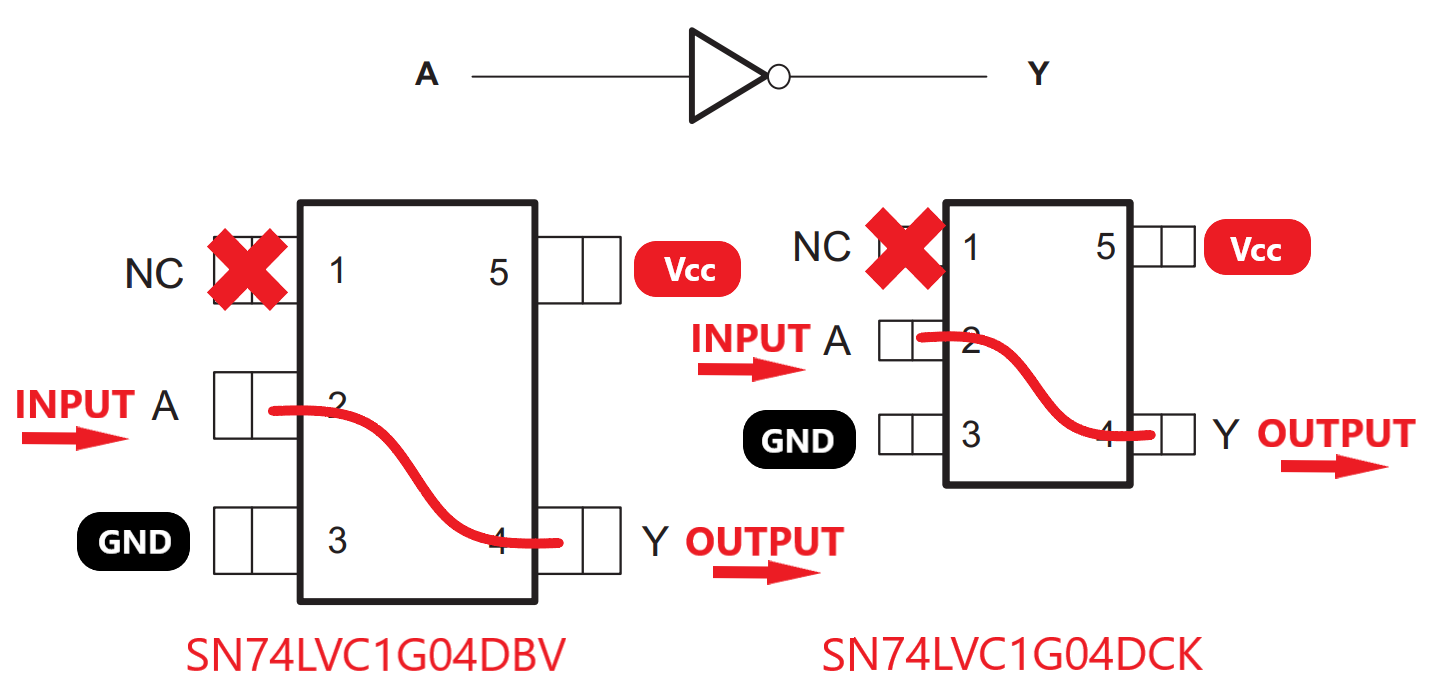 A Y
NC 1 5 Vcc
INPUT A 2
GND 3 4 Y OUTPUT
SN74LVC1G04DBV
NC 1 5 Vcc
INPUT A 2
GND 3 4 Y OUTPUT
SN74LVC1G04DCK